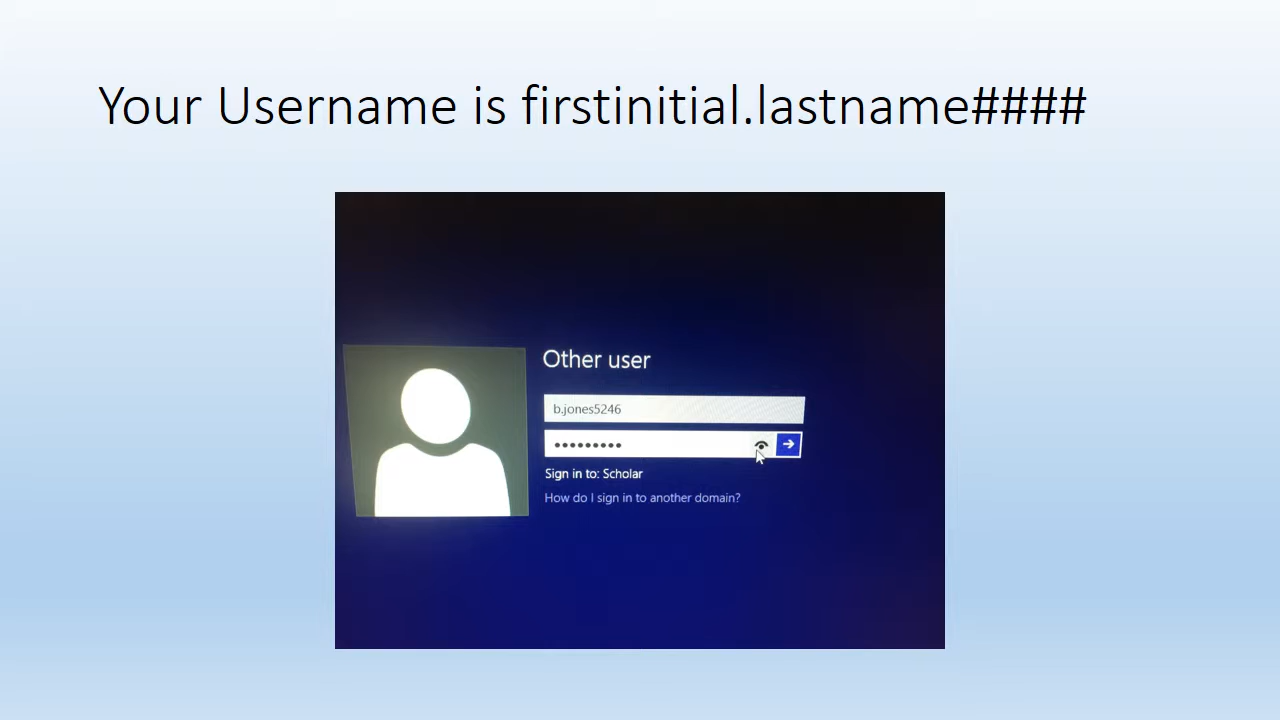 Your Username is firstinitial.lastname####
Other user
b.jones5246
•••••••••
Sign in to: Scholar
How do I sign in to another domain?